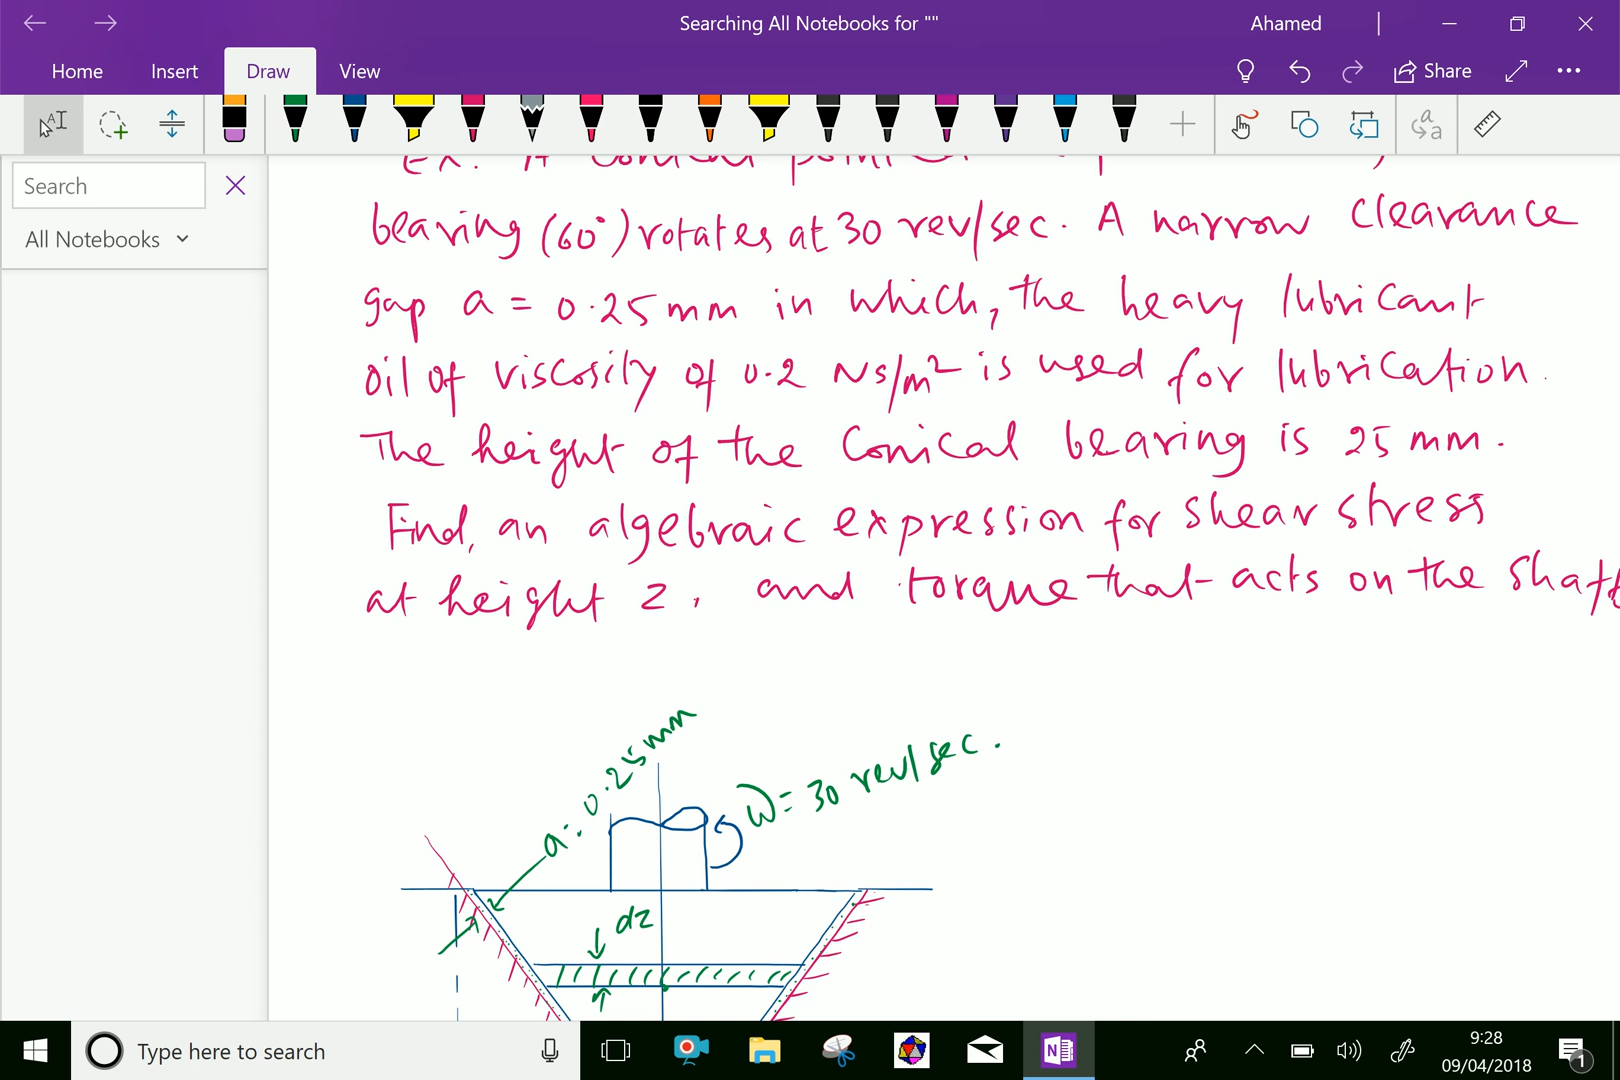 Searching All Notebooks for ""
Ahamed
Home
Insert
Draw
View
Share
Search
All Notebooks
Ex. A Conical
bearing (60°) rotates at 30 rev/sec. A narrow clearance
gap a = 0.25 mm in which, the heavy lubricant
oil of viscosity of 0.2 Ns/m² is used for lubrication.
The height of the Conical bearing is 25 mm.
Find, an algebraic expression for shear stress
at height z, and torque that acts on the shaft
a = 0.25 mm
ω = 30 rev/sec.
dz
Type here to search
9:28
09/04/2018
1